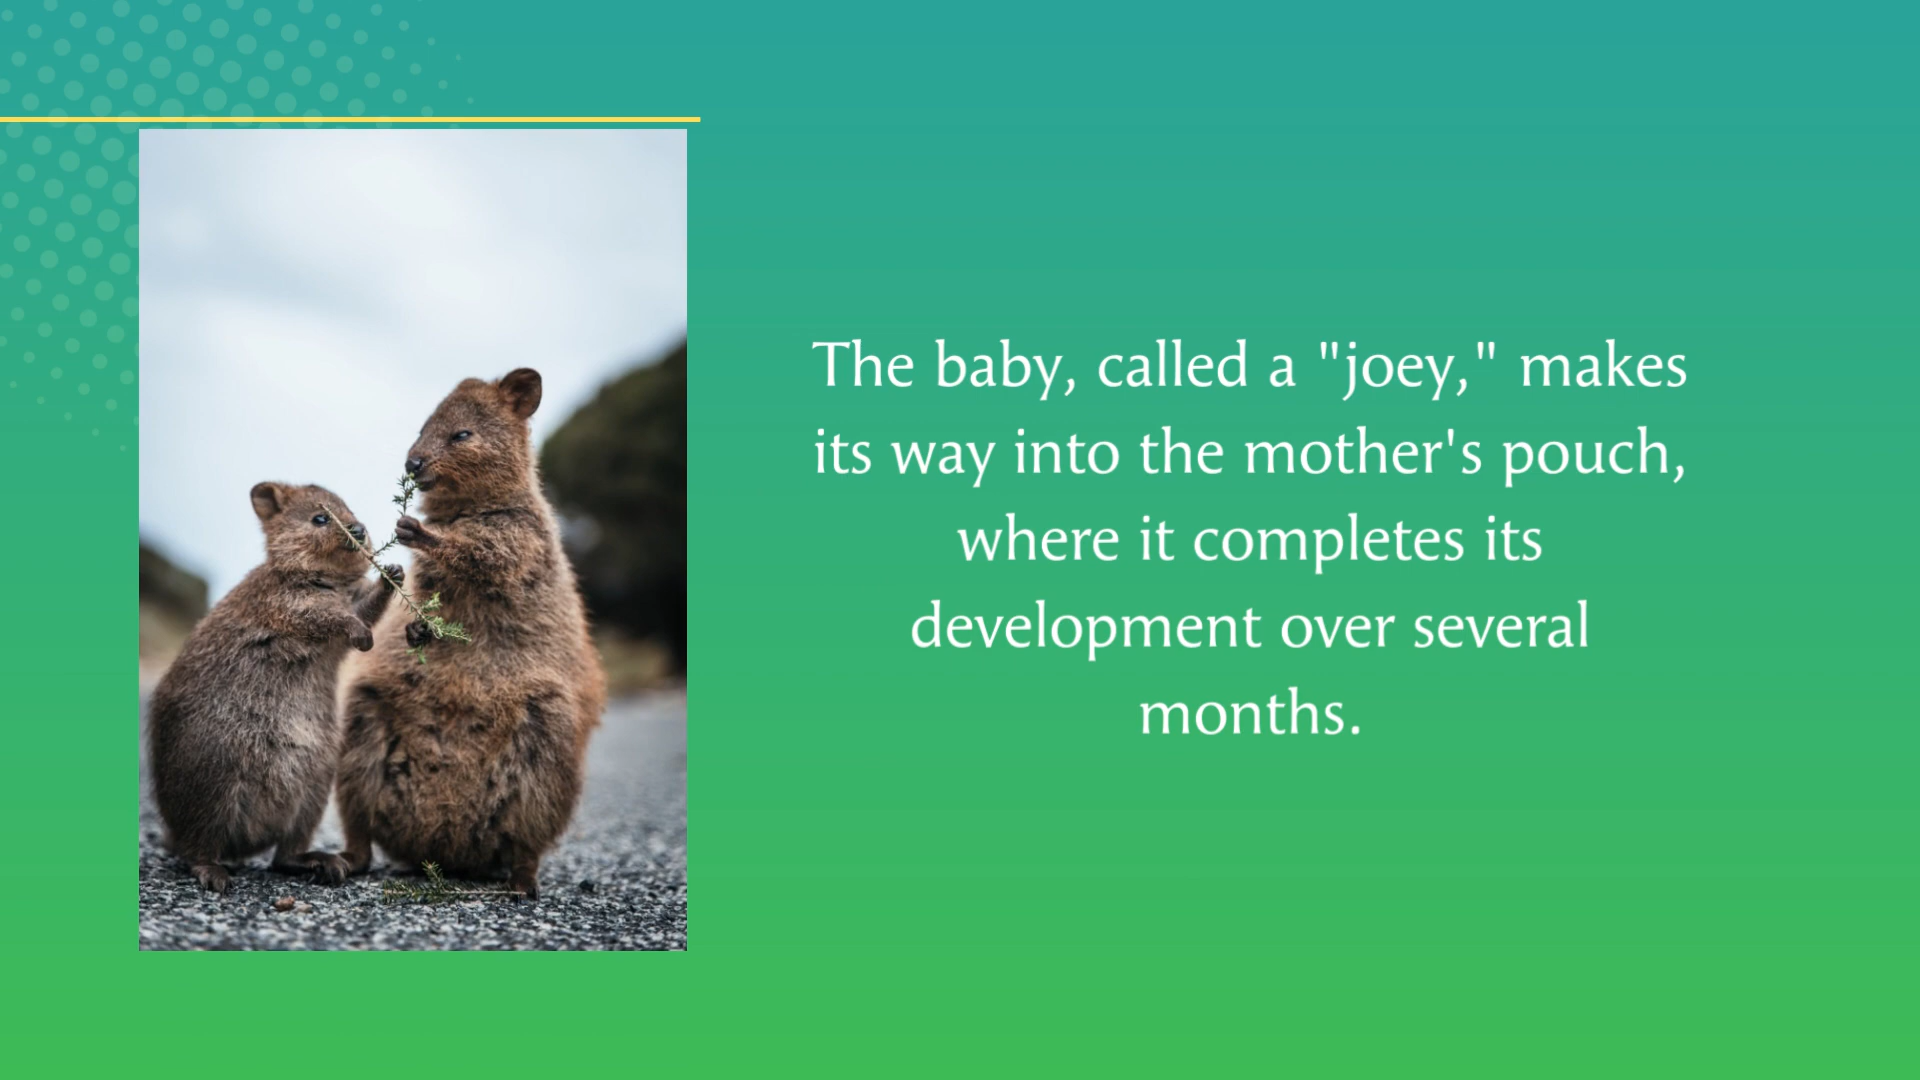 The baby, called a "joey," makes
its way into the mother's pouch,
where it completes its
development over several
months.